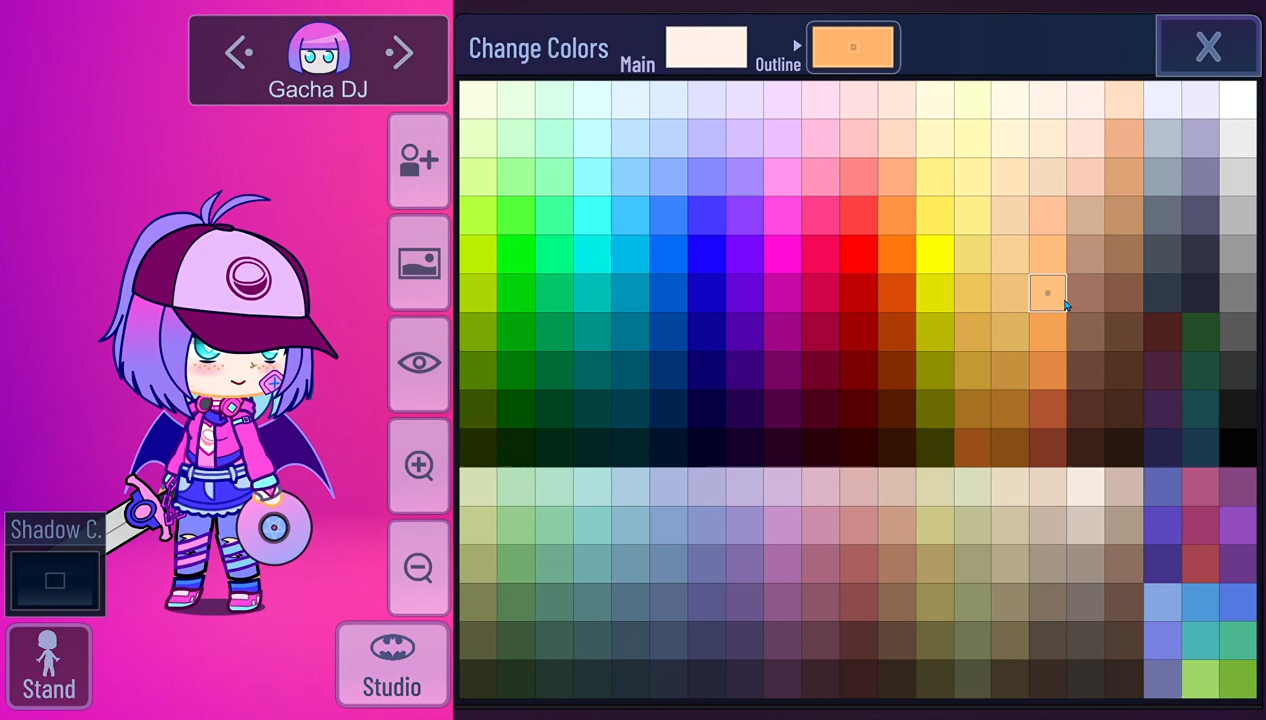 Gacha DJ
Change Colors
Main
Outline
X
Shadow C.
Stand
Studio